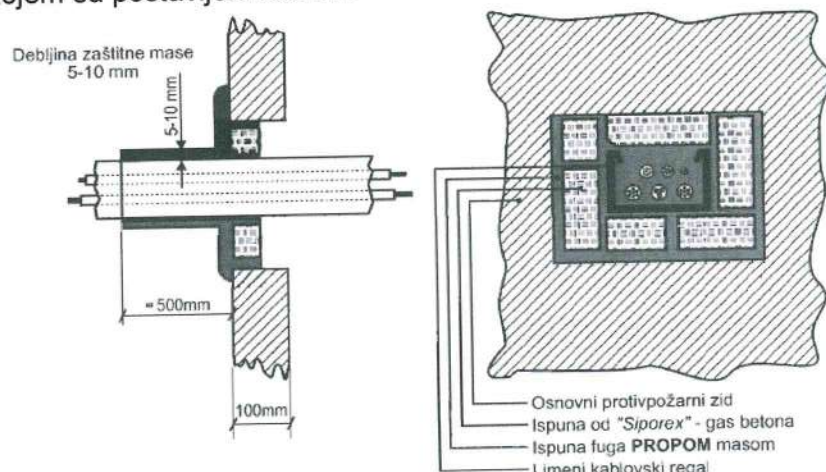 Debljina zaštitne mase
5-10 mm
5-10 mm
≈500mm
100mm
Osnovni protivpožarni zid
Ispuna od "Siporex" - gas betona
Ispuna fuga PROPOM masom
Limeni kablovski regal